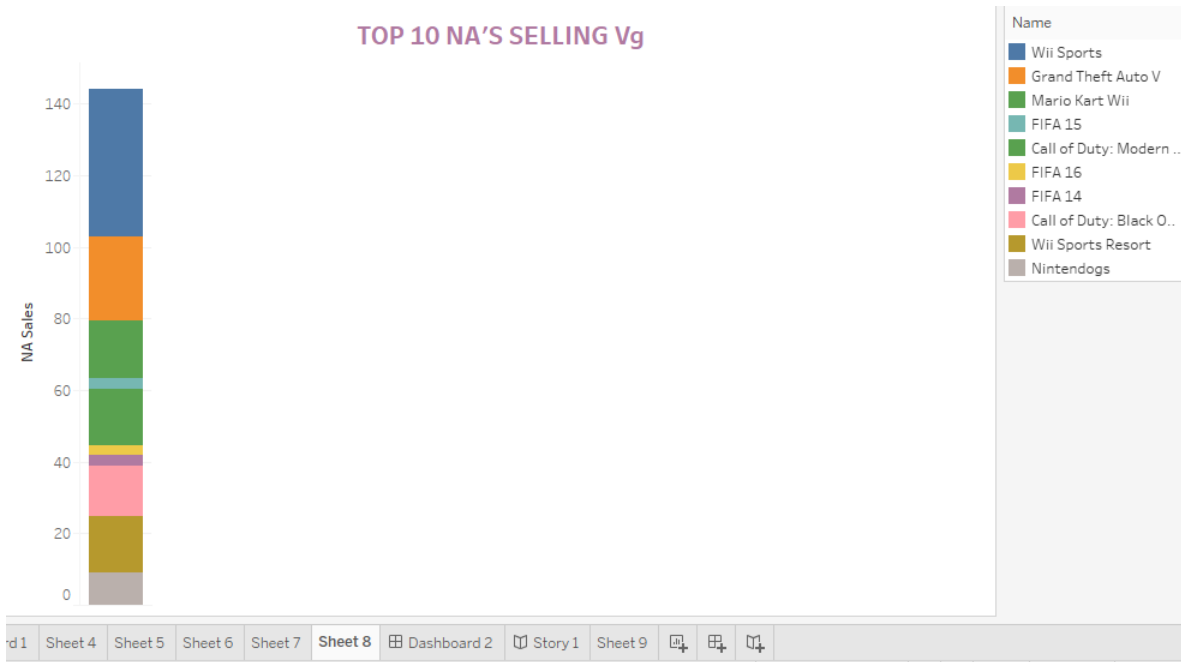 TOP 10 NA'S SELLING Vg
Name
Wii Sports
Grand Theft Auto V
Mario Kart Wii
FIFA 15
Call of Duty: Modern ..
FIFA 16
FIFA 14
Call of Duty: Black O..
Wii Sports Resort
Nintendogs
140
120
100
80
60
40
20
0
NA Sales
rd 1 Sheet 4 Sheet 5 Sheet 6 Sheet 7 Sheet 8 Dashboard 2 Story 1 Sheet 9